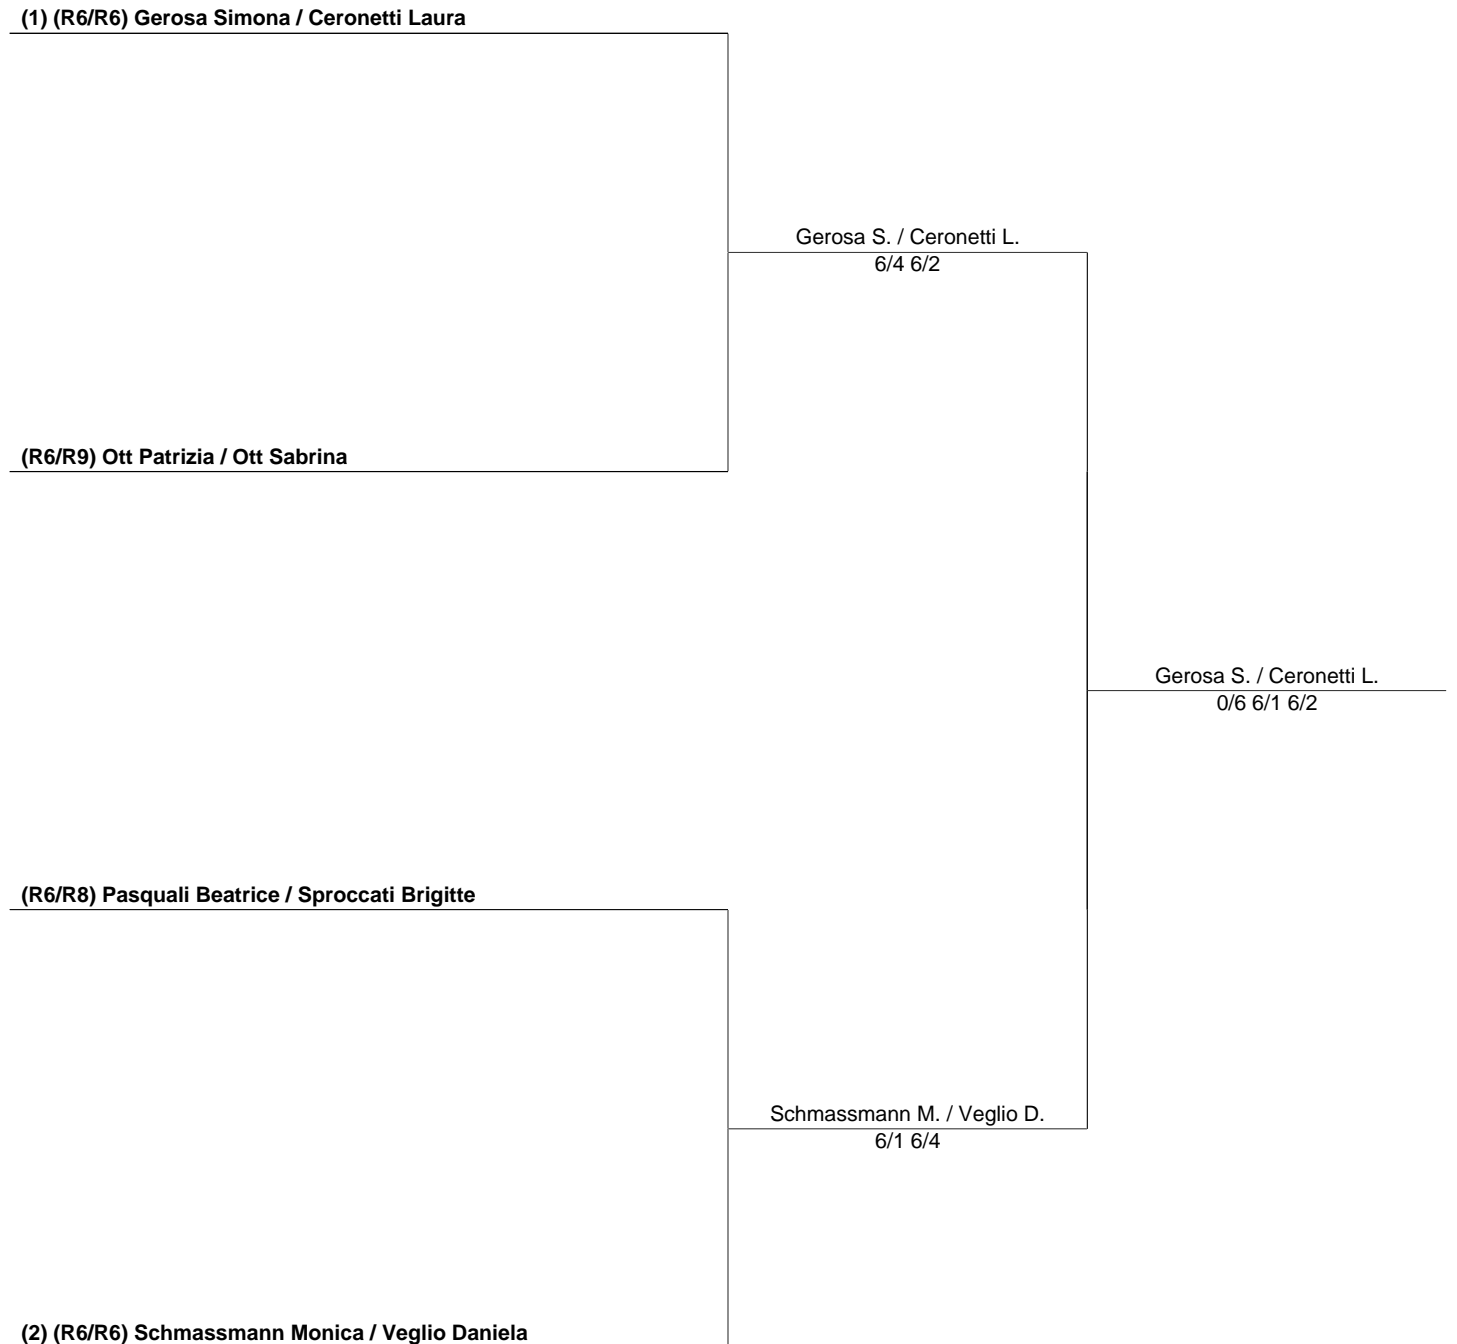 (1) (R6/R6) Gerosa Simona / Ceronetti Laura
Gerosa S. / Ceronetti L.
6/4 6/2
(R6/R9) Ott Patrizia / Ott Sabrina
Gerosa S. / Ceronetti L.
0/6 6/1 6/2
(R6/R8) Pasquali Beatrice / Sproccati Brigitte
Schmassmann M. / Veglio D.
6/1 6/4
(2) (R6/R6) Schmassmann Monica / Veglio Daniela